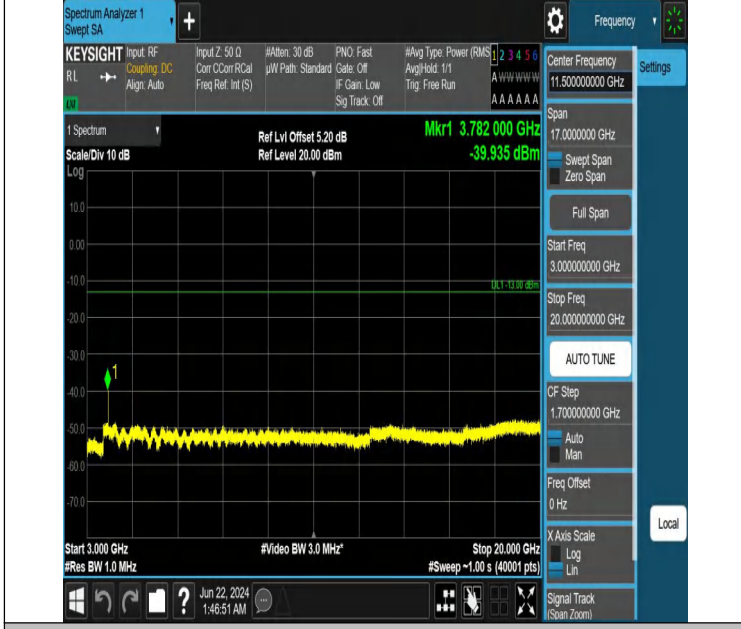 Spectrum Analyzer 1
Swept SA
+
Frequency
KEYSIGHT
RL
LXI
Input: RF
Coupling: DC
Align: Auto
Input Z: 50 Ω
Corr CCorr RCal
Freq Ref: Int (S)
#Atten: 30 dB
µW Path: Standard
PNO: Fast
Gate: Off
IF Gain: Low
Sig Track: Off
#Avg Type: Power (RMS
Avg|Hold: 1/1
Trig: Free Run
1 2 3 4 5 6
A W W W W W
A A A A A A
1 Spectrum
Scale/Div 10 dB
Ref Lvl Offset 5.20 dB
Ref Level 20.00 dBm
Mkr1 3.782 000 GHz
-39.935 dBm
Log
10.0
0.00
-10.0
-20.0
-30.0
-40.0
-50.0
-60.0
-70.0
DL1 -13.00 dBm
1
Start 3.000 GHz
#Res BW 1.0 MHz
#Video BW 3.0 MHz*
Stop 20.000 GHz
#Sweep ~1.00 s (40001 pts)
?
Jun 22, 2024
1:46:51 AM
Center Frequency
11.500000000 GHz
Settings
Span
17.0000000 GHz
Swept Span
Zero Span
Full Span
Start Freq
3.000000000 GHz
Stop Freq
20.000000000 GHz
AUTO TUNE
CF Step
1.700000000 GHz
Auto
Man
Freq Offset
0 Hz
X Axis Scale
Log
Lin
Local
Signal Track
(Span Zoom)